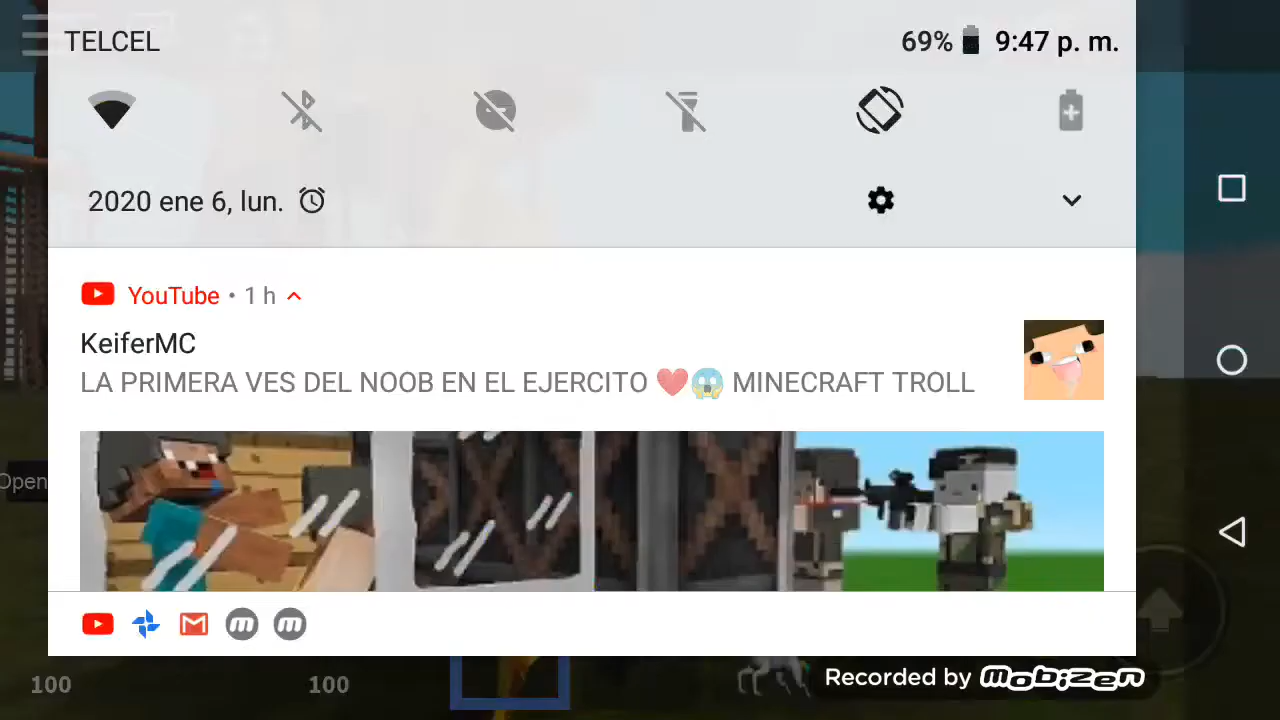 TELCEL
69% 9:47 p. m.
2020 ene 6, lun.
YouTube • 1 h
KeiferMC
LA PRIMERA VES DEL NOOB EN EL EJERCITO ❤️😱 MINECRAFT TROLL
Open
100
100
Recorded by mobizen